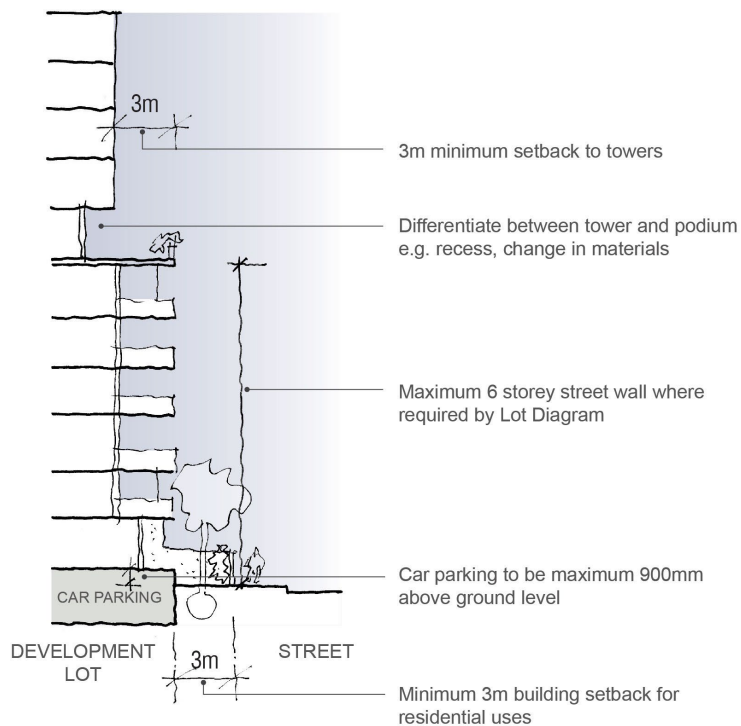 3m
3m minimum setback to towers
Differentiate between tower and podium
e.g. recess, change in materials
Maximum 6 storey street wall where
required by Lot Diagram
Car parking to be maximum 900mm
above ground level
CAR PARKING
DEVELOPMENT
LOT
STREET
3m
Minimum 3m building setback for
residential uses